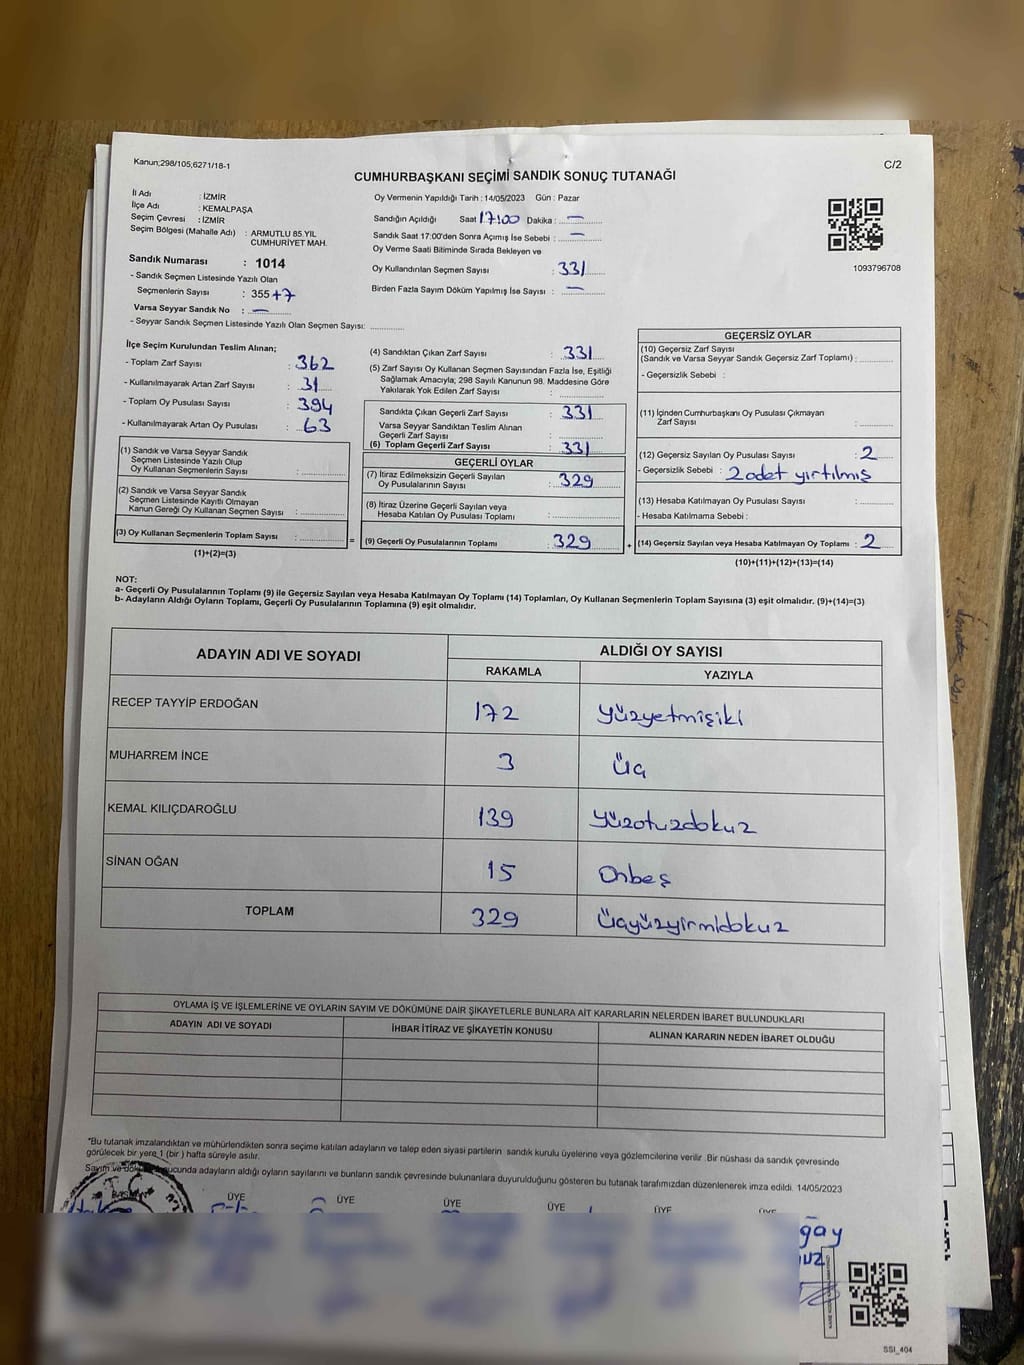 Kanun;298/105,6271/18-1
C/2
CUMHURBAŞKANI SEÇİMİ SANDIK SONUÇ TUTANAĞI
İl Adı : İZMİR
İlçe Adı : KEMALPAŞA
Seçim Çevresi : İZMİR
Seçim Bölgesi (Mahalle Adı) : ARMUTLU 85.YIL
CUMHURİYET MAH.
Sandık Numarası : 1014
- Sandık Seçmen Listesinde Yazılı Olan
Seçmenlerin Sayısı : 355 +7
Varsa Seyyar Sandık No : —
- Seyyar Sandık Seçmen Listesinde Yazılı Olan Seçmen Sayısı:
Oy Vermenin Yapıldığı Tarih : 14/05/2023 Gün : Pazar
Sandığın Açıldığı Saat 17:00 Dakika : —
Sandık Saat 17:00'den Sonra Açımış İse Sebebi : —
Oy Verme Saati Bitiminde Sırada Bekleyen ve
Oy Kullandırılan Seçmen Sayısı : 331
Birden Fazla Sayım Döküm Yapılmış İse Sayısı : —
1093796708
İlçe Seçim Kurulundan Teslim Alınan;
- Toplam Zarf Sayısı : 362
- Kullanılmayarak Artan Zarf Sayısı : 31
- Toplam Oy Pusulası Sayısı : 394
- Kullanılmayarak Artan Oy Pusulası : 63
(1) Sandık ve Varsa Seyyar Sandık
Seçmen Listesinde Yazılı Olup
Oy Kullanan Seçmenlerin Sayısı :
(2) Sandık ve Varsa Seyyar Sandık
Seçmen Listesinde Kayıtlı Olmayan
Kanun Gereği Oy Kullanan Seçmen Sayısı :
(3) Oy Kullanan Seçmenlerin Toplam Sayısı :
(1)+(2)=(3)
(4) Sandıktan Çıkan Zarf Sayısı : 331
(5) Zarf Sayısı Oy Kullanan Seçmen Sayısından Fazla İse, Eşitliği
Sağlamak Amacıyla; 298 Sayılı Kanunun 98. Maddesine Göre
Yakılarak Yok Edilen Zarf Sayısı :
Sandıkta Çıkan Geçerli Zarf Sayısı : 331
Varsa Seyyar Sandıktan Teslim Alınan
Geçerli Zarf Sayısı :
(6) Toplam Geçerli Zarf Sayısı : 331
GEÇERLİ OYLAR
(7) İtiraz Edilmeksizin Geçerli Sayılan
Oy Pusulalarının Sayısı : 329
(8) İtiraz Üzerine Geçerli Sayılan veya
Hesaba Katılan Oy Pusulası Toplamı :
= (9) Geçerli Oy Pusulalarının Toplamı : 329 +
GEÇERSİZ OYLAR
(10) Geçersiz Zarf Sayısı
(Sandık ve Varsa Seyyar Sandık Geçersiz Zarf Toplamı) :
- Geçersizlik Sebebi :
(11) İçinden Cumhurbaşkanı Oy Pusulası Çıkmayan
Zarf Sayısı :
(12) Geçersiz Sayılan Oy Pusulası Sayısı : 2
- Geçersizlik Sebebi : 2 adet yırtılmış
(13) Hesaba Katılmayan Oy Pusulası Sayısı :
- Hesaba Katılmama Sebebi :
(14) Geçersiz Sayılan veya Hesaba Katılmayan Oy Toplamı : 2
(10)+(11)+(12)+(13)=(14)
NOT:
a- Geçerli Oy Pusulalarının Toplamı (9) ile Geçersiz Sayılan veya Hesaba Katılmayan Oy Toplamı (14) Toplamları, Oy Kullanan Seçmenlerin Toplam Sayısına (3) eşit olmalıdır. (9)+(14)=(3)
b- Adayların Aldığı Oyların Toplamı, Geçerli Oy Pusulalarının Toplamına (9) eşit olmalıdır.
ADAYIN ADI VE SOYADI
ALDIĞI OY SAYISI
RAKAMLA YAZIYLA
RECEP TAYYİP ERDOĞAN 172 Yüzyetmişiki
MUHARREM İNCE 3 Üç
KEMAL KILIÇDAROĞLU 139 Yüzotuzdokuz
SİNAN OĞAN 15 Onbeş
TOPLAM 329 Üçyüzyirmidokuz
OYLAMA İŞ VE İŞLEMLERİNE VE OYLARIN SAYIM VE DÖKÜMÜNE DAİR ŞİKAYETLERLE BUNLARA AİT KARARLARIN NELERDEN İBARET BULUNDUKLARI
ADAYIN ADI VE SOYADI İHBAR İTİRAZ VE ŞİKAYETİN KONUSU ALINAN KARARIN NEDEN İBARET OLDUĞU
*Bu tutanak imzalandıktan ve mühürlendikten sonra seçime katılan adayların ve talep eden siyasi partilerin sandık kurulu üyelerine veya gözlemcilerine verilir .Bir nüshası da sandık çevresinde
görülecek bir yere 1 (bir ) hafta süreyle asılır.
Sayım ve döküm sonucunda adayların aldığı oyların sayılarını ve bunların sandık çevresinde bulunanlara duyurulduğunu gösteren bu tutanak tarafımızdan düzenlenerek imza edildi. 14/05/2023
BAŞKAN ÜYE ÜYE ÜYE ÜYE ÜYE ÜYE
T.C.
gay
uz
SSI_404